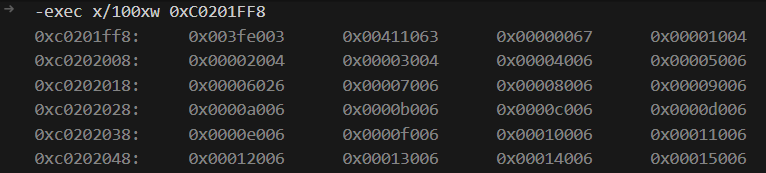 → -exec x/100xw 0xC0201FF8
0xc0201ff8: 0x003fe003 0x00411063 0x00000067 0x00001004
0xc0202008: 0x00002004 0x00003004 0x00004006 0x00005006
0xc0202018: 0x00006026 0x00007006 0x00008006 0x00009006
0xc0202028: 0x0000a006 0x0000b006 0x0000c006 0x0000d006
0xc0202038: 0x0000e006 0x0000f006 0x00010006 0x00011006
0xc0202048: 0x00012006 0x00013006 0x00014006 0x00015006